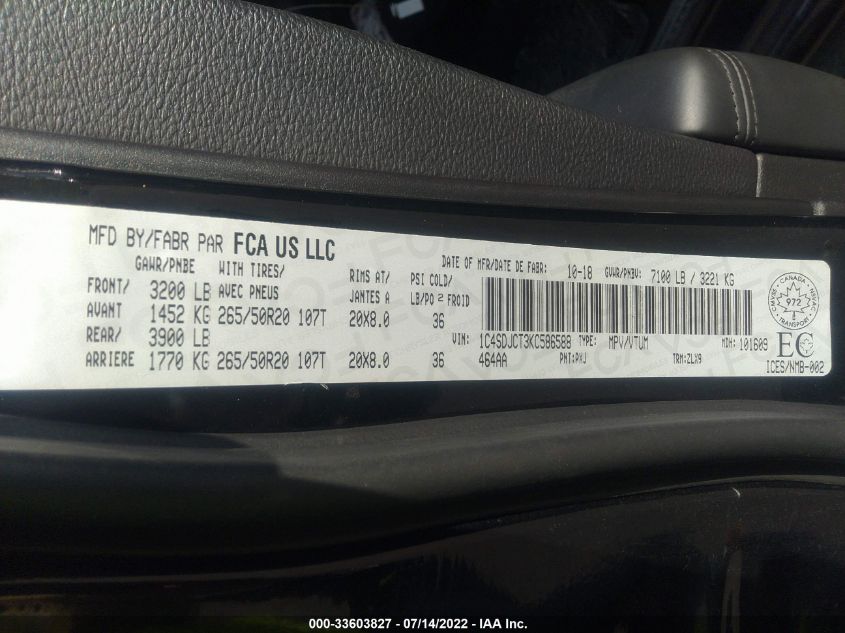 MFD BY/FABR PAR FCA US LLC
DATE OF MFR/DATE DE FABR: 10-18 GVWR/PNBV: 7100 LB / 3221 KG
GAWR/PNBE WITH TIRES/ RIMS AT/ PSI COLD/
FRONT/ 3200 LB AVEC PNEUS JANTES A LB/PO 2 FROID
AVANT 1452 KG 265/50R20 107T 20X8.0 36
REAR/ 3900 LB
ARRIERE 1770 KG 265/50R20 107T 20X8.0 36
VIN: 1C4SDJCT3KC586588 TYPE: MPV/VTUM MDH: 101609
464AA PNT:PXJ TRM:ZLX9
CANADA
CMVSS 972 NSVAC
TRANSPORT
EC
ICES/NMB-002
000-33603827 - 07/14/2022 - IAA Inc.